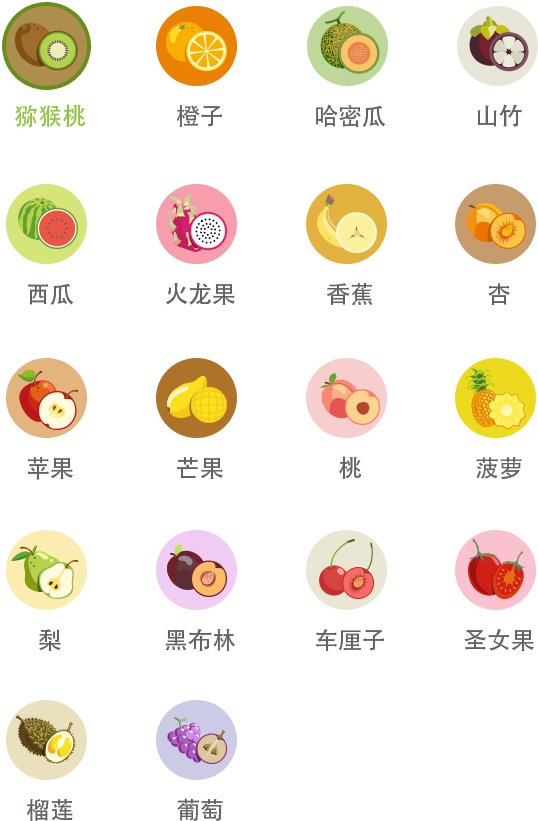 猕猴桃 橙子 哈密瓜 山竹
西瓜 火龙果 香蕉 杏
苹果 芒果 桃 菠萝
梨 黑布林 车厘子 圣女果
榴莲 葡萄